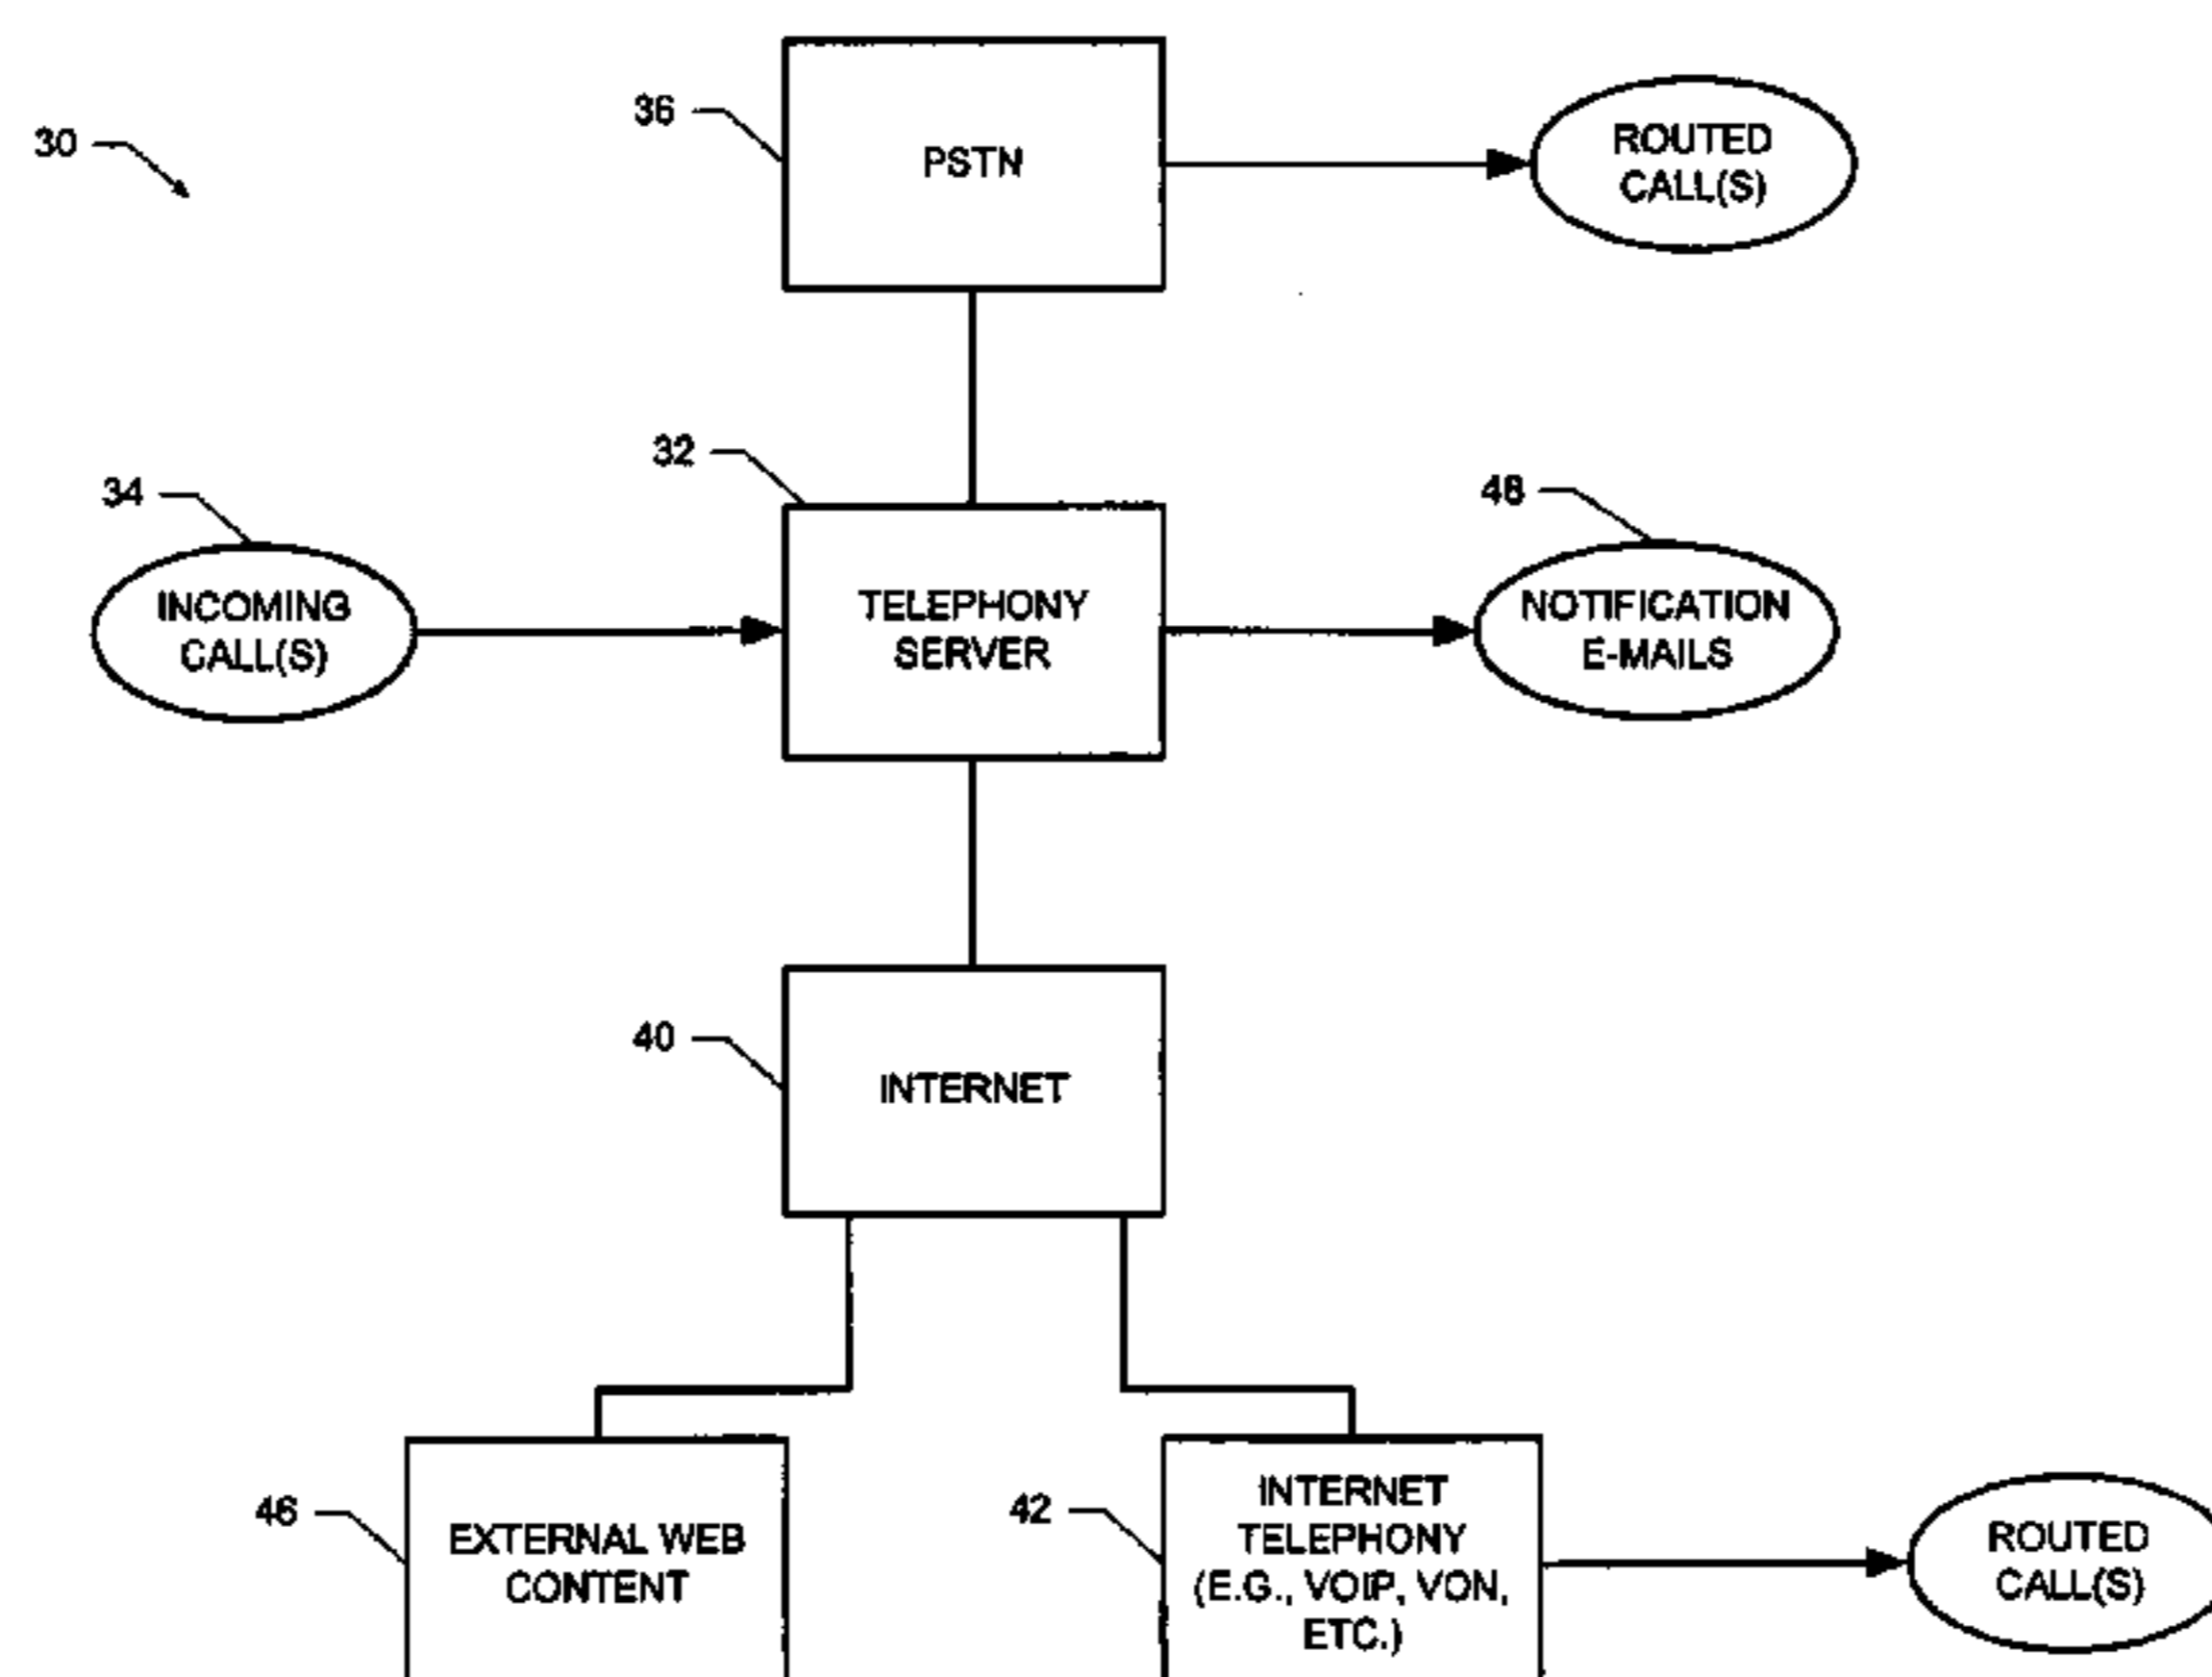 30
36
PSTN
ROUTED
CALL(S)
32
34
48
INCOMING
CALL(S)
TELEPHONY
SERVER
NOTIFICATION
E-MAILS
40
INTERNET
46
EXTERNAL WEB
CONTENT
42
INTERNET
TELEPHONY
(E.G., VOIP, VON,
ETC.)
ROUTED
CALL(S)